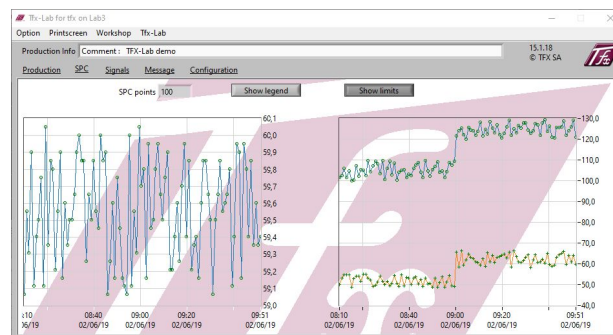 Tfx-Lab for tfx on Lab3
Option Printscreen Workshop Tfx-Lab
Production Info Comment : TFX-Lab demo
15.1.18
© TFX SA
Tfx
Production SPC Signals Message Configuration
SPC points 100 Show legend Show limits
60,1
60,0
59,9
59,8
59,7
59,6
59,5
59,4
59,3
59,2
59,1
59,0
:10 08:40 09:00 09:20 09:51
/06/19 02/06/19 02/06/19 02/06/19 02/06/19
130,0
120,0
110,0
100,0
-90,0
-80,0
-70,0
-60,0
-50,0
-40,0
08:10 08:40 09:00 09:20 09:51
02/06/19 02/06/19 02/06/19 02/06/19 02/06/19